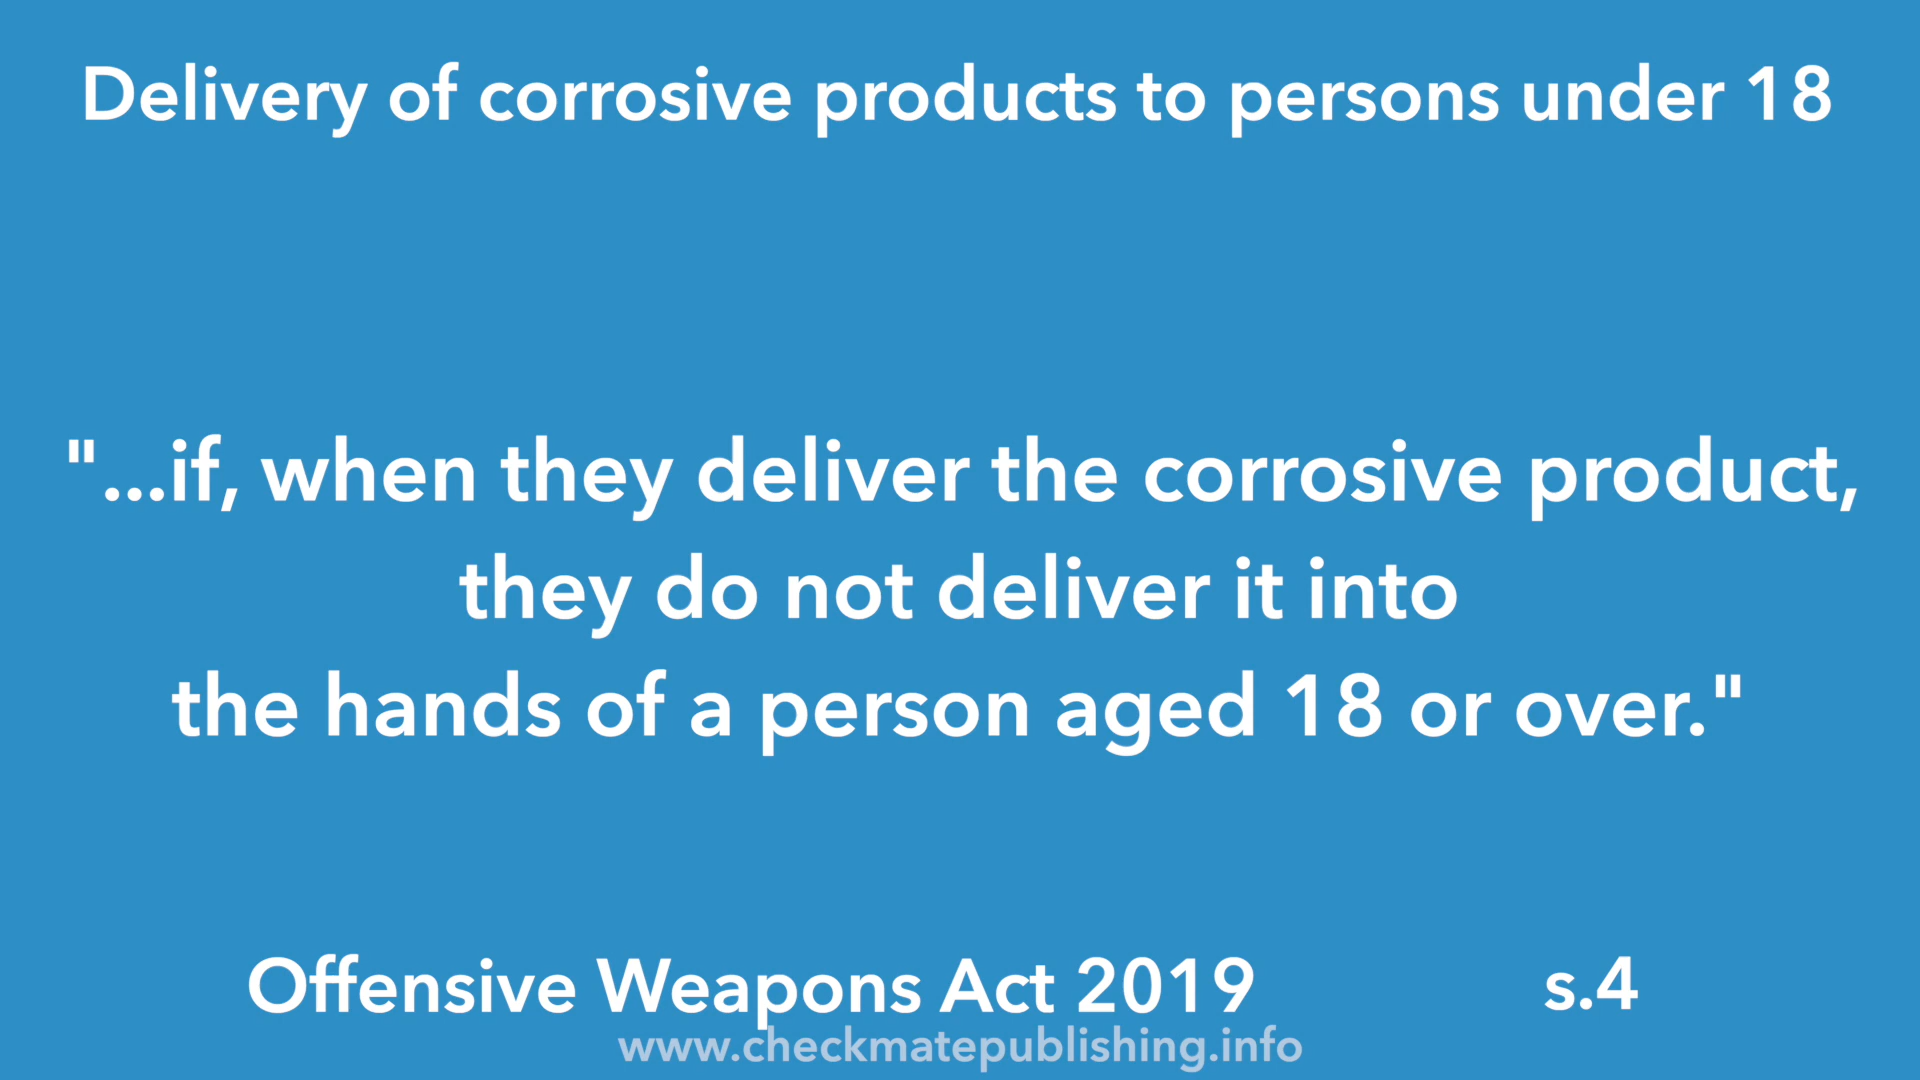 Delivery of corrosive products to persons under 18
"...if, when they deliver the corrosive product,
they do not deliver it into
the hands of a person aged 18 or over."
Offensive Weapons Act 2019 s.4
www.checkmatepublishing.info